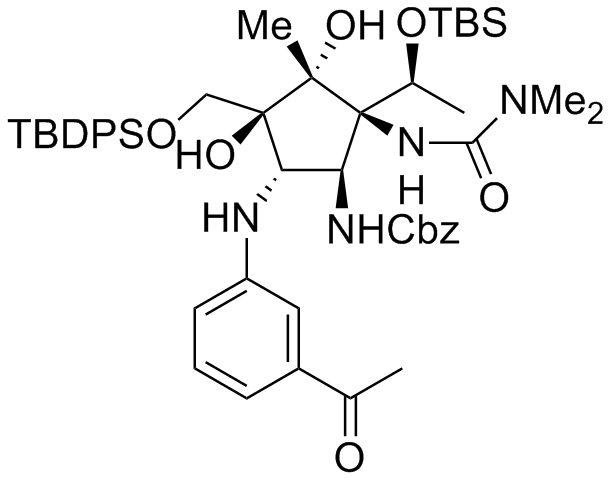 OTBS
Me OH
NMe2
TBDPSO
HO N
H O
HN NHCbz
O